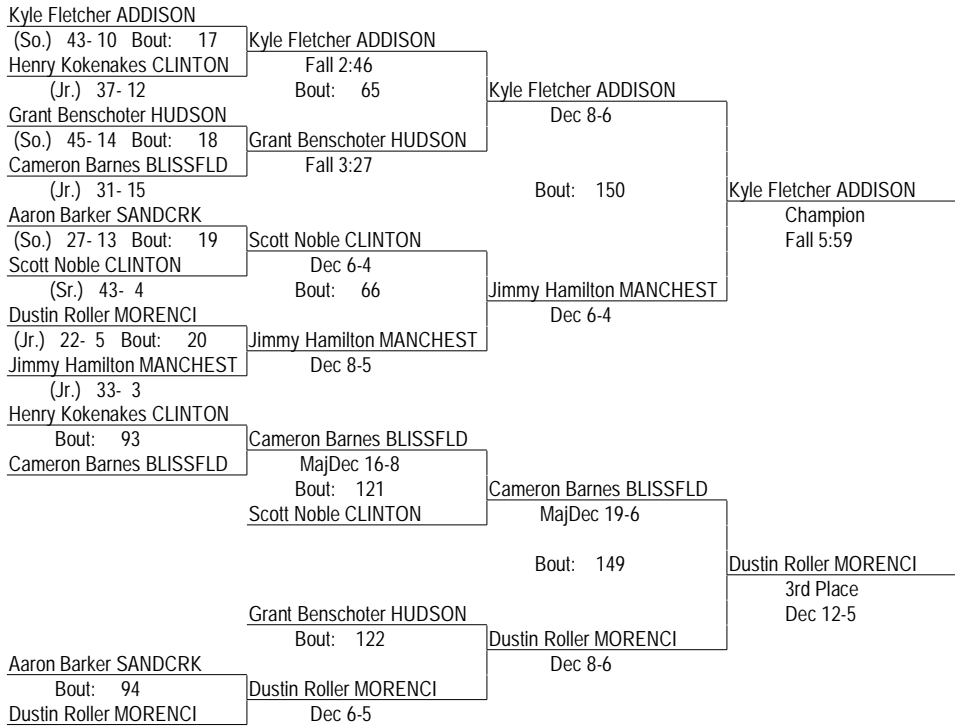 Kyle Fletcher ADDISON
(So.) 43- 10 Bout: 17 Kyle Fletcher ADDISON
Henry Kokenakes CLINTON Fall 2:46
(Jr.) 37- 12 Bout: 65 Kyle Fletcher ADDISON
Grant Benschoter HUDSON Dec 8-6
(So.) 45- 14 Bout: 18 Grant Benschoter HUDSON
Cameron Barnes BLISSFLD Fall 3:27
(Jr.) 31- 15 Bout: 150 Kyle Fletcher ADDISON
Aaron Barker SANDCRK Champion
(So.) 27- 13 Bout: 19 Scott Noble CLINTON Fall 5:59
Scott Noble CLINTON Dec 6-4
(Sr.) 43- 4 Bout: 66 Jimmy Hamilton MANCHEST
Dustin Roller MORENCI Dec 6-4
(Jr.) 22- 5 Bout: 20 Jimmy Hamilton MANCHEST
Jimmy Hamilton MANCHEST Dec 8-5
(Jr.) 33- 3
Henry Kokenakes CLINTON
Bout: 93 Cameron Barnes BLISSFLD
Cameron Barnes BLISSFLD MajDec 16-8
Bout: 121 Cameron Barnes BLISSFLD
Scott Noble CLINTON MajDec 19-6
Bout: 149 Dustin Roller MORENCI
3rd Place
Grant Benschoter HUDSON Dec 12-5
Bout: 122 Dustin Roller MORENCI
Aaron Barker SANDCRK Dec 8-6
Bout: 94 Dustin Roller MORENCI
Dustin Roller MORENCI Dec 6-5